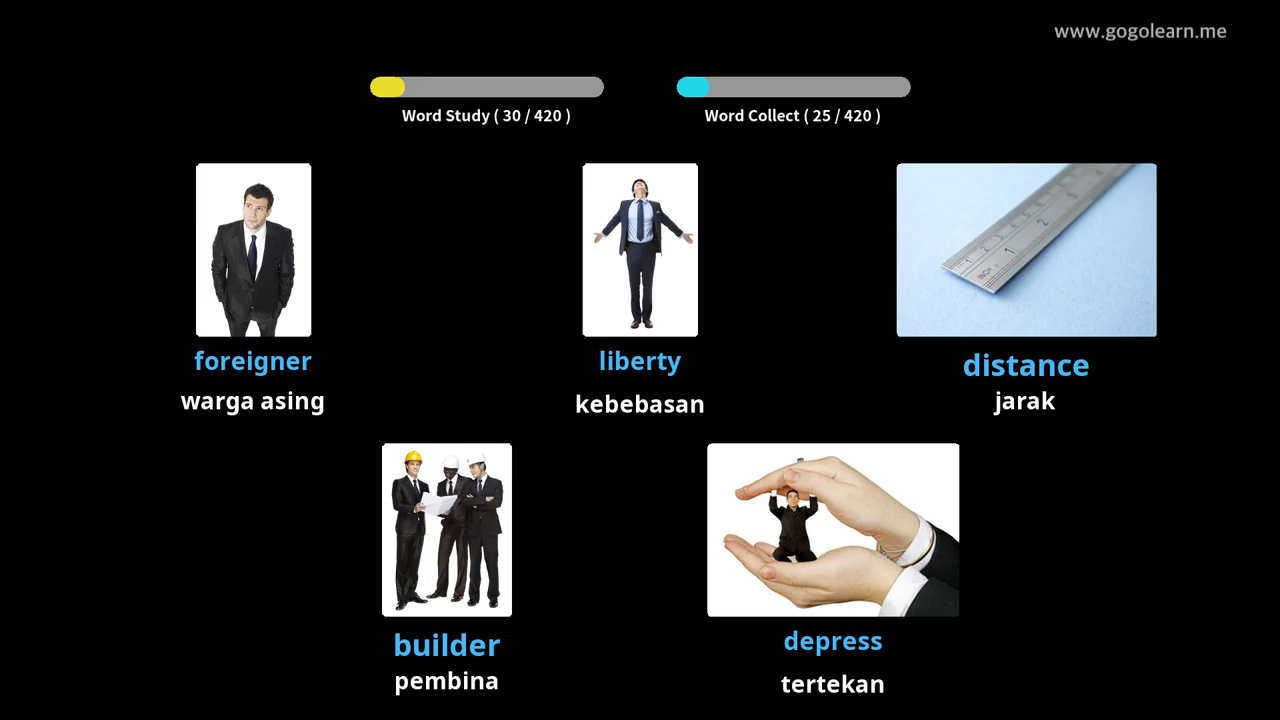 www.gogolearn.me
Word Study ( 30 / 420 )
Word Collect ( 25 / 420 )
foreigner
warga asing
liberty
kebebasan
distance
jarak
builder
pembina
depress
tertekan